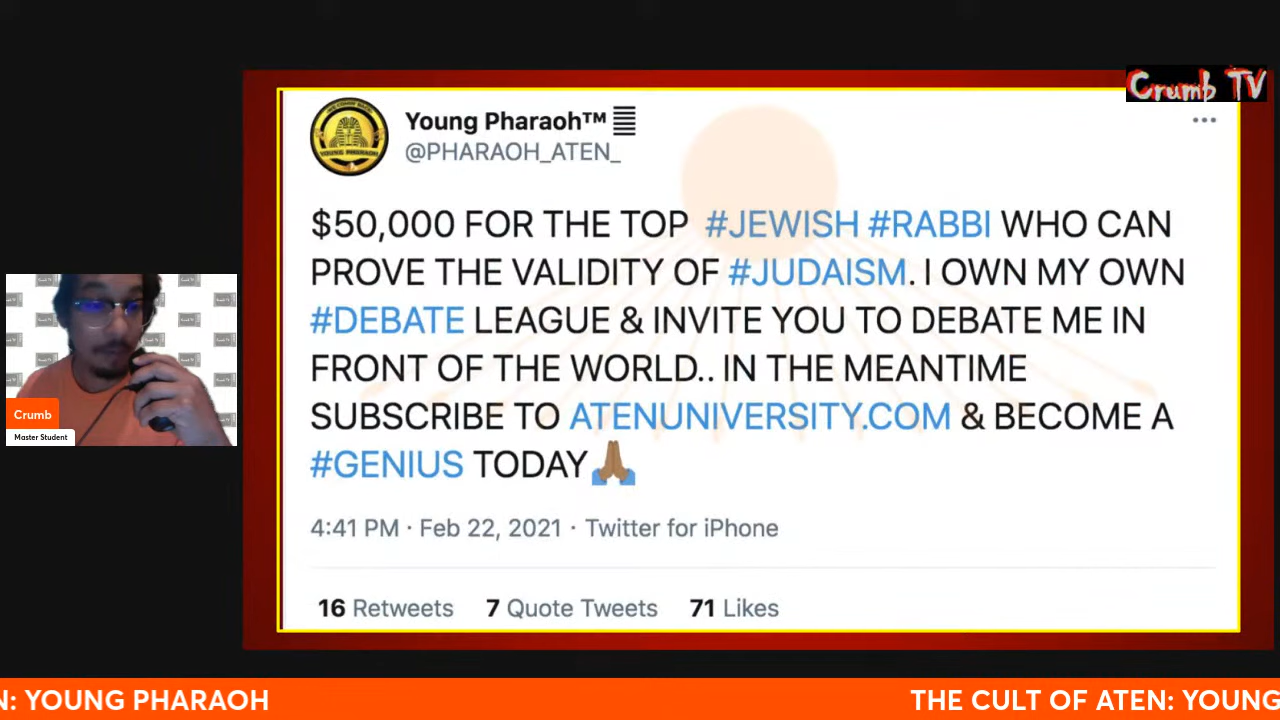 Crumb TV
Young Pharaoh™
@PHARAOH_ATEN_
$50,000 FOR THE TOP #JEWISH #RABBI WHO CAN
PROVE THE VALIDITY OF #JUDAISM. I OWN MY OWN
#DEBATE LEAGUE & INVITE YOU TO DEBATE ME IN
FRONT OF THE WORLD.. IN THE MEANTIME
SUBSCRIBE TO ATENUNIVERSITY.COM & BECOME A
#GENIUS TODAY🙏🏾
4:41 PM · Feb 22, 2021 · Twitter for iPhone
16 Retweets 7 Quote Tweets 71 Likes
Crumb
Master Student
N: YOUNG PHARAOH THE CULT OF ATEN: YOUNG